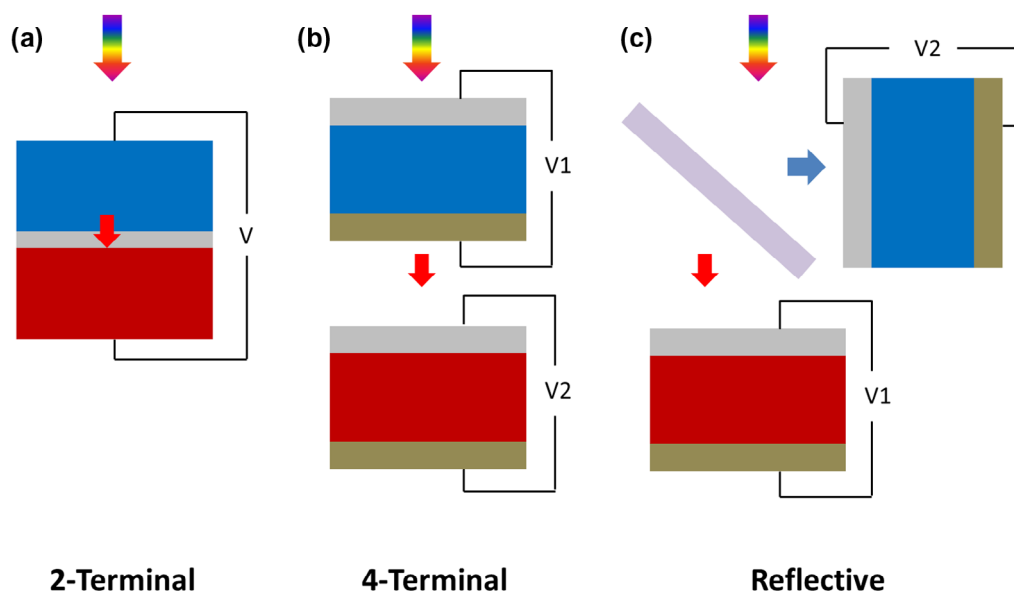 (a)
(b)
(c)
V2
V1
V
V2
V1
2-Terminal
4-Terminal
Reflective